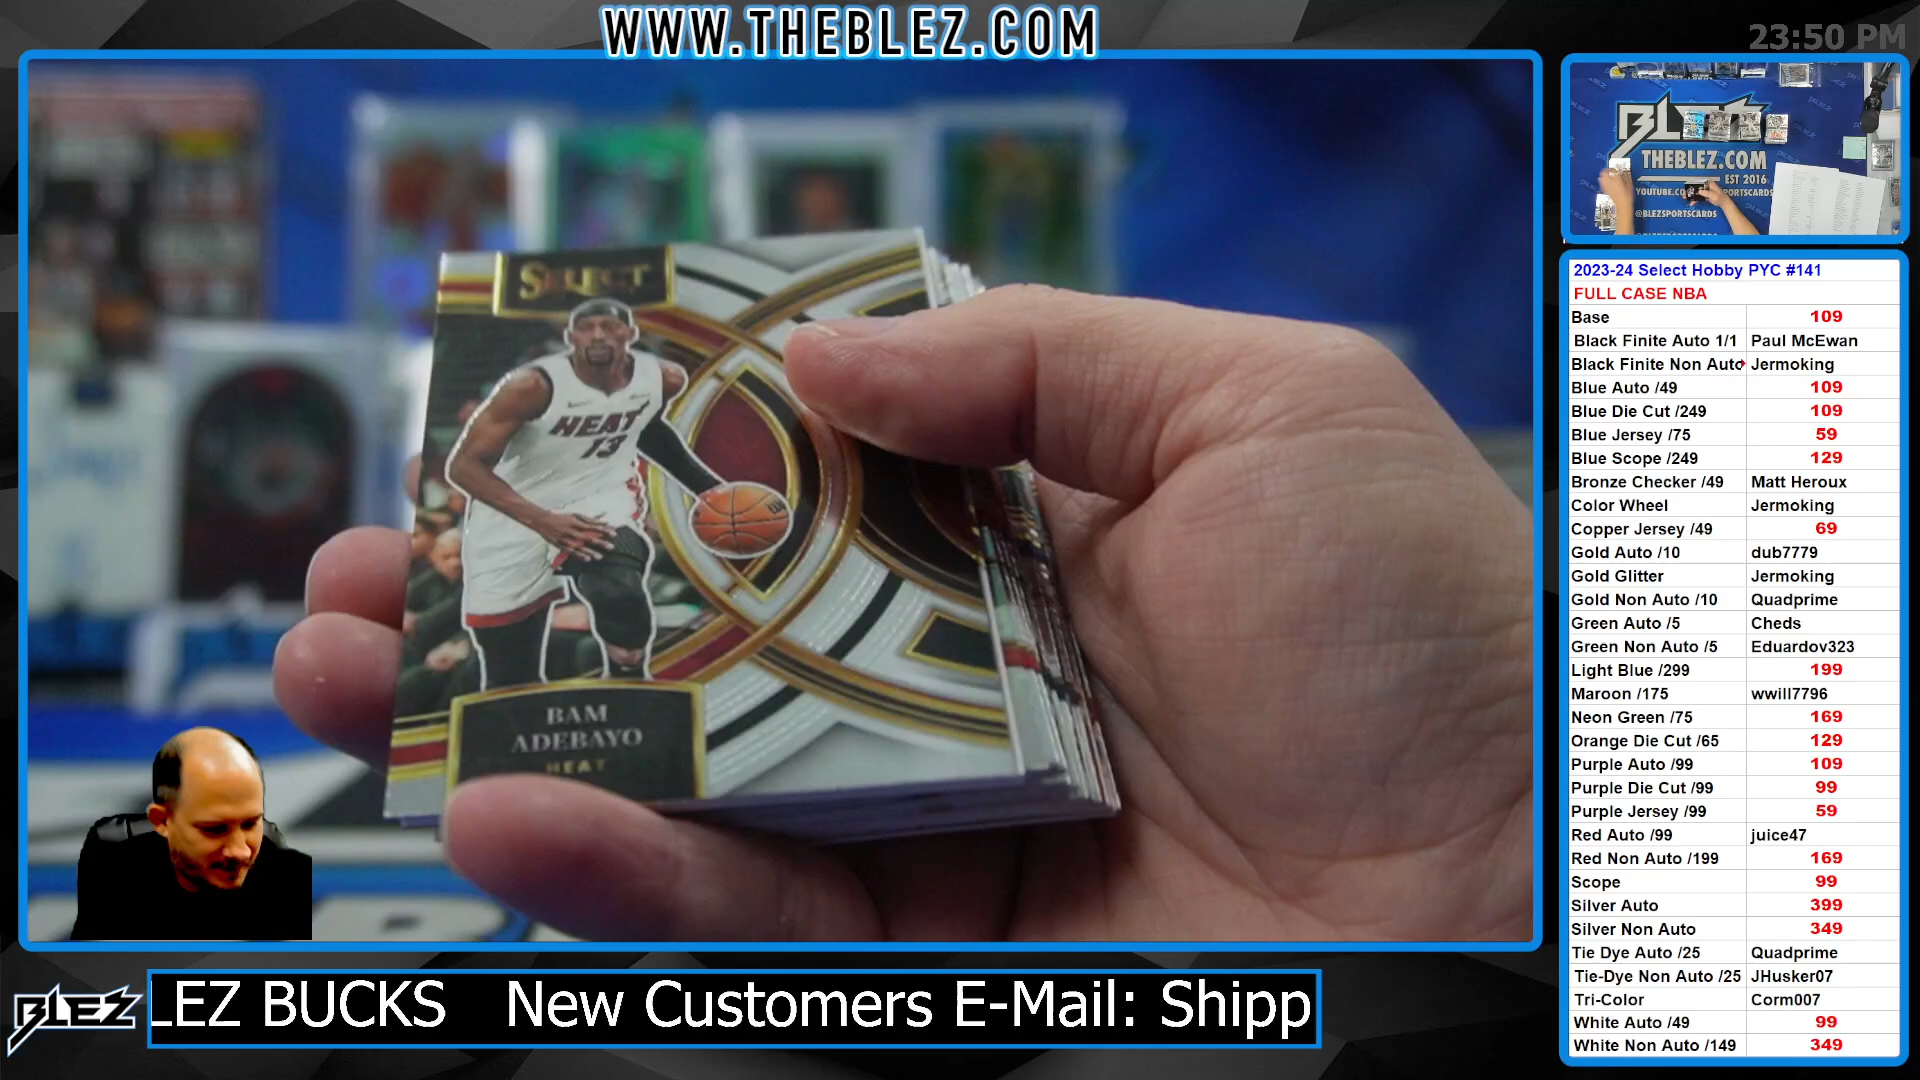 WWW.THEBLEZ.COM
23:50 PM
SELECT
HEAT
13
BAM
ADEBAYO
HEAT
BLEZ
THEBLEZ.COM
EST 2016
@BLEZSPORTSCARDS
2023-24 Select Hobby PYC #141
FULL CASE NBA
Base 109
Black Finite Auto 1/1 Paul McEwan
Black Finite Non Auto Jermoking
Blue Auto /49 109
Blue Die Cut /249 109
Blue Jersey /75 59
Blue Scope /249 129
Bronze Checker /49 Matt Heroux
Color Wheel Jermoking
Copper Jersey /49 69
Gold Auto /10 dub7779
Gold Glitter Jermoking
Gold Non Auto /10 Quadprime
Green Auto /5 Cheds
Green Non Auto /5 Eduardov323
Light Blue /299 199
Maroon /175 wwill7796
Neon Green /75 169
Orange Die Cut /65 129
Purple Auto /99 109
Purple Die Cut /99 99
Purple Jersey /99 59
Red Auto /99 juice47
Red Non Auto /199 169
Scope 99
Silver Auto 399
Silver Non Auto 349
Tie Dye Auto /25 Quadprime
Tie-Dye Non Auto /25 JHusker07
Tri-Color Corm007
White Auto /49 99
White Non Auto /149 349
BLEZ
LEZ BUCKS New Customers E-Mail: Shipp